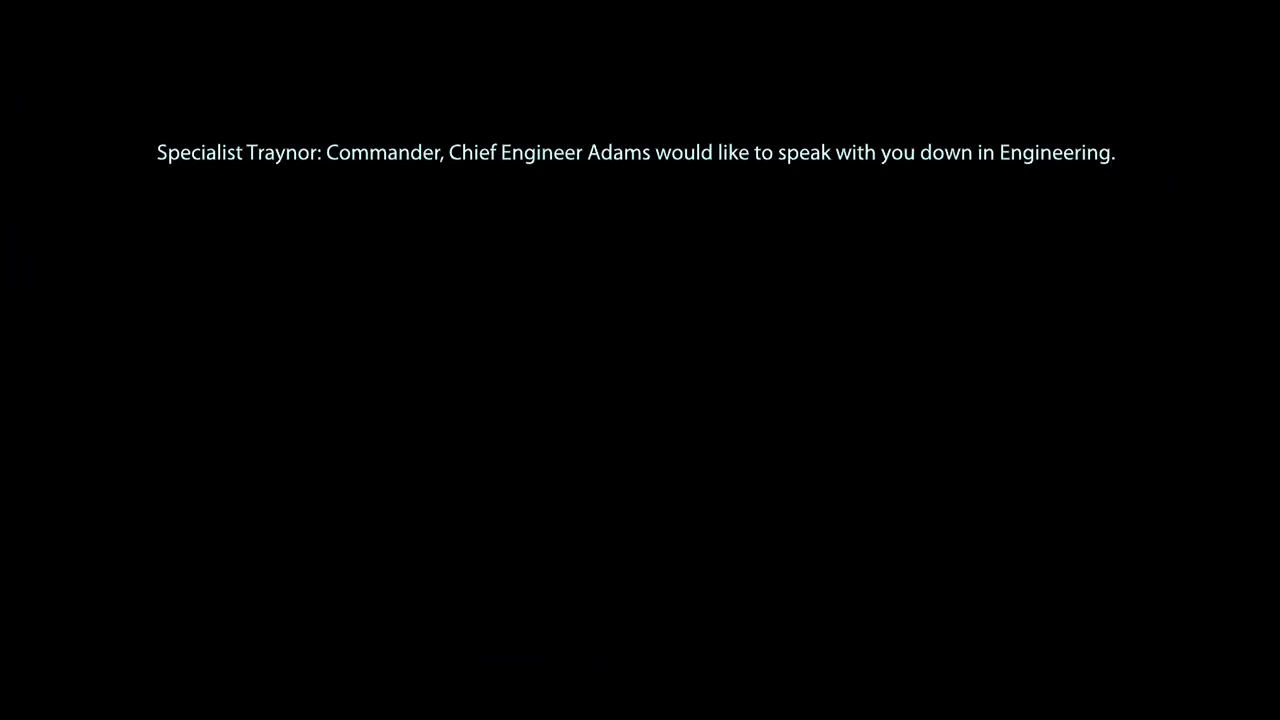 Specialist Traynor: Commander, Chief Engineer Adams would like to speak with you down in Engineering.